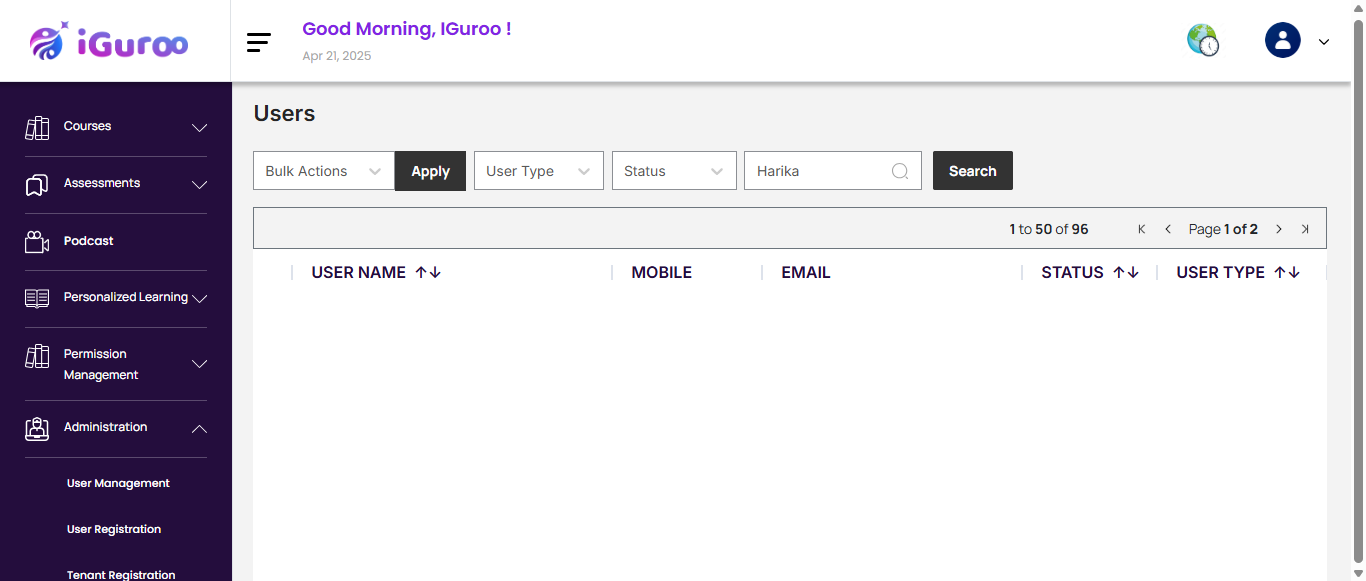 iGuroo
Good Morning, IGuroo !
Apr 21, 2025
Courses
Assessments
Podcast
Personalized Learning
Permission
Management
Administration
User Management
User Registration
Tenant Registration
Users
Bulk Actions Apply User Type Status Harika Search
1 to 50 of 96 Page 1 of 2
USER NAME MOBILE EMAIL STATUS USER TYPE